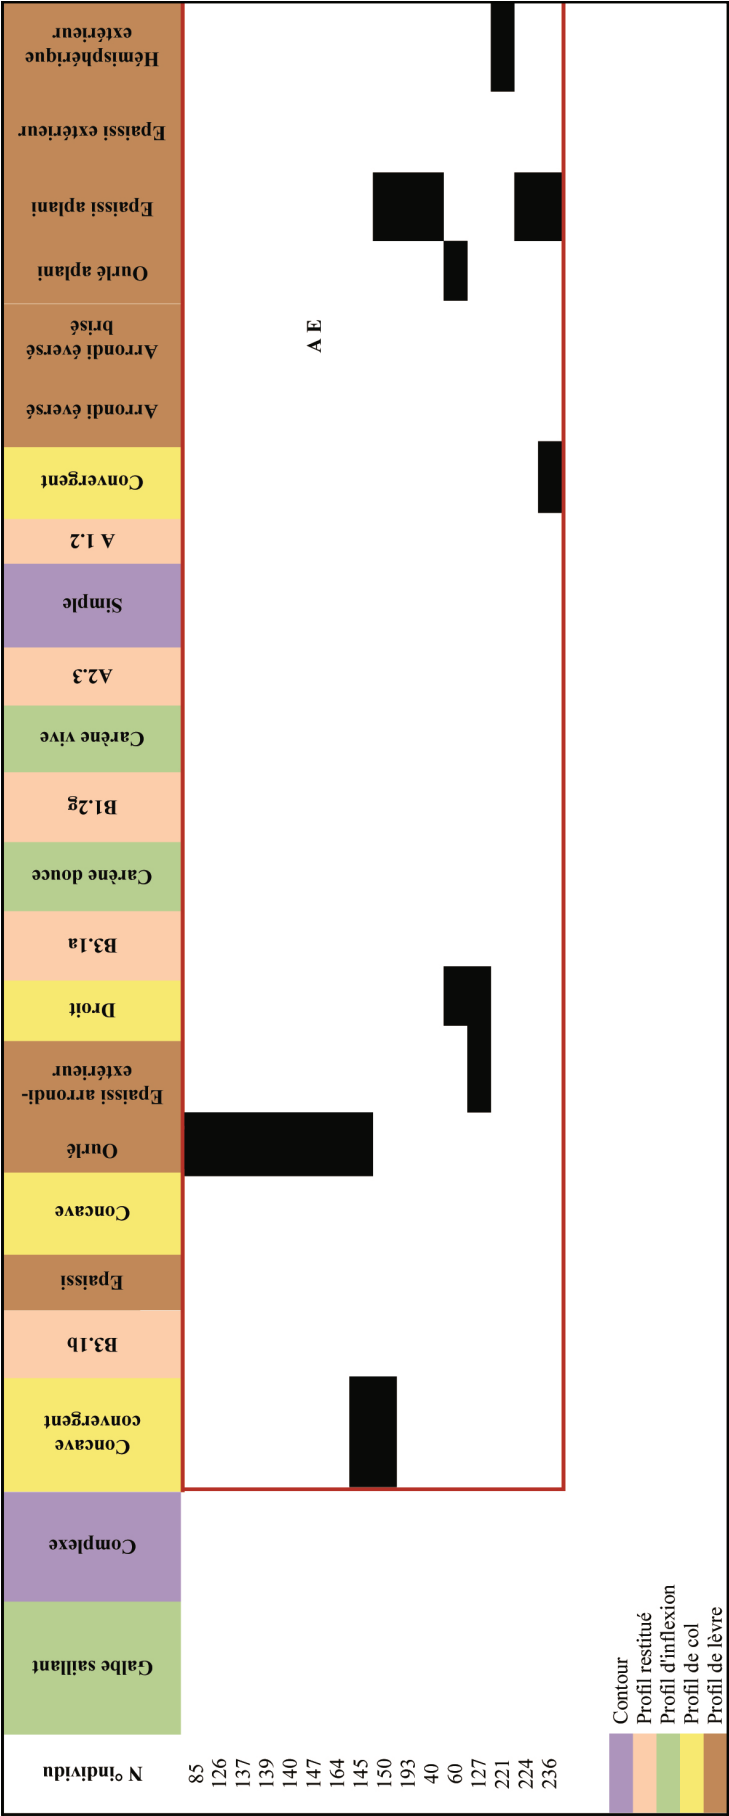 N°individu
Galbe saillant
Complexe
Concave
convergent
B3.1b
Epaissi
Concave
Ourlé
Epaissi arrondi-
extérieur
Droit
B3.1a
Carène douce
B1.2g
Carène vive
A2.3
Simple
A 1.2
Convergent
Arrondi éversé
Arrondi éversé
brisé
Ourlé aplani
Epaissi aplani
Epaissi extérieur
Hémisphérique
extérieur
85
126
137
139
140
147
164
145
150
193
40
60
127
221
224
236
A E
Contour
Profil restitué
Profil d'inflexion
Profil de col
Profil de lèvre